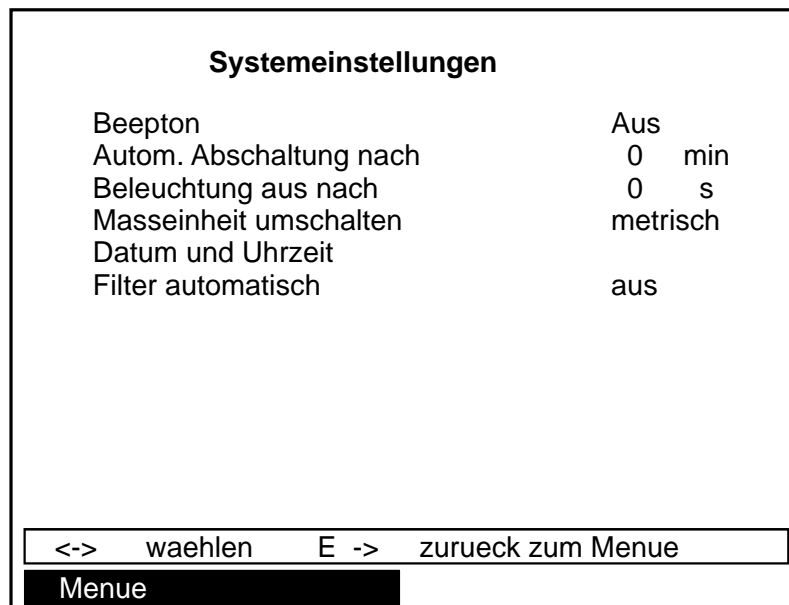 Systemeinstellungen
Beepton Aus
Autom. Abschaltung nach 0 min
Beleuchtung aus nach 0 s
Masseinheit umschalten metrisch
Datum und Uhrzeit
Filter automatisch aus
<-> waehlen E -> zurueck zum Menue
Menue